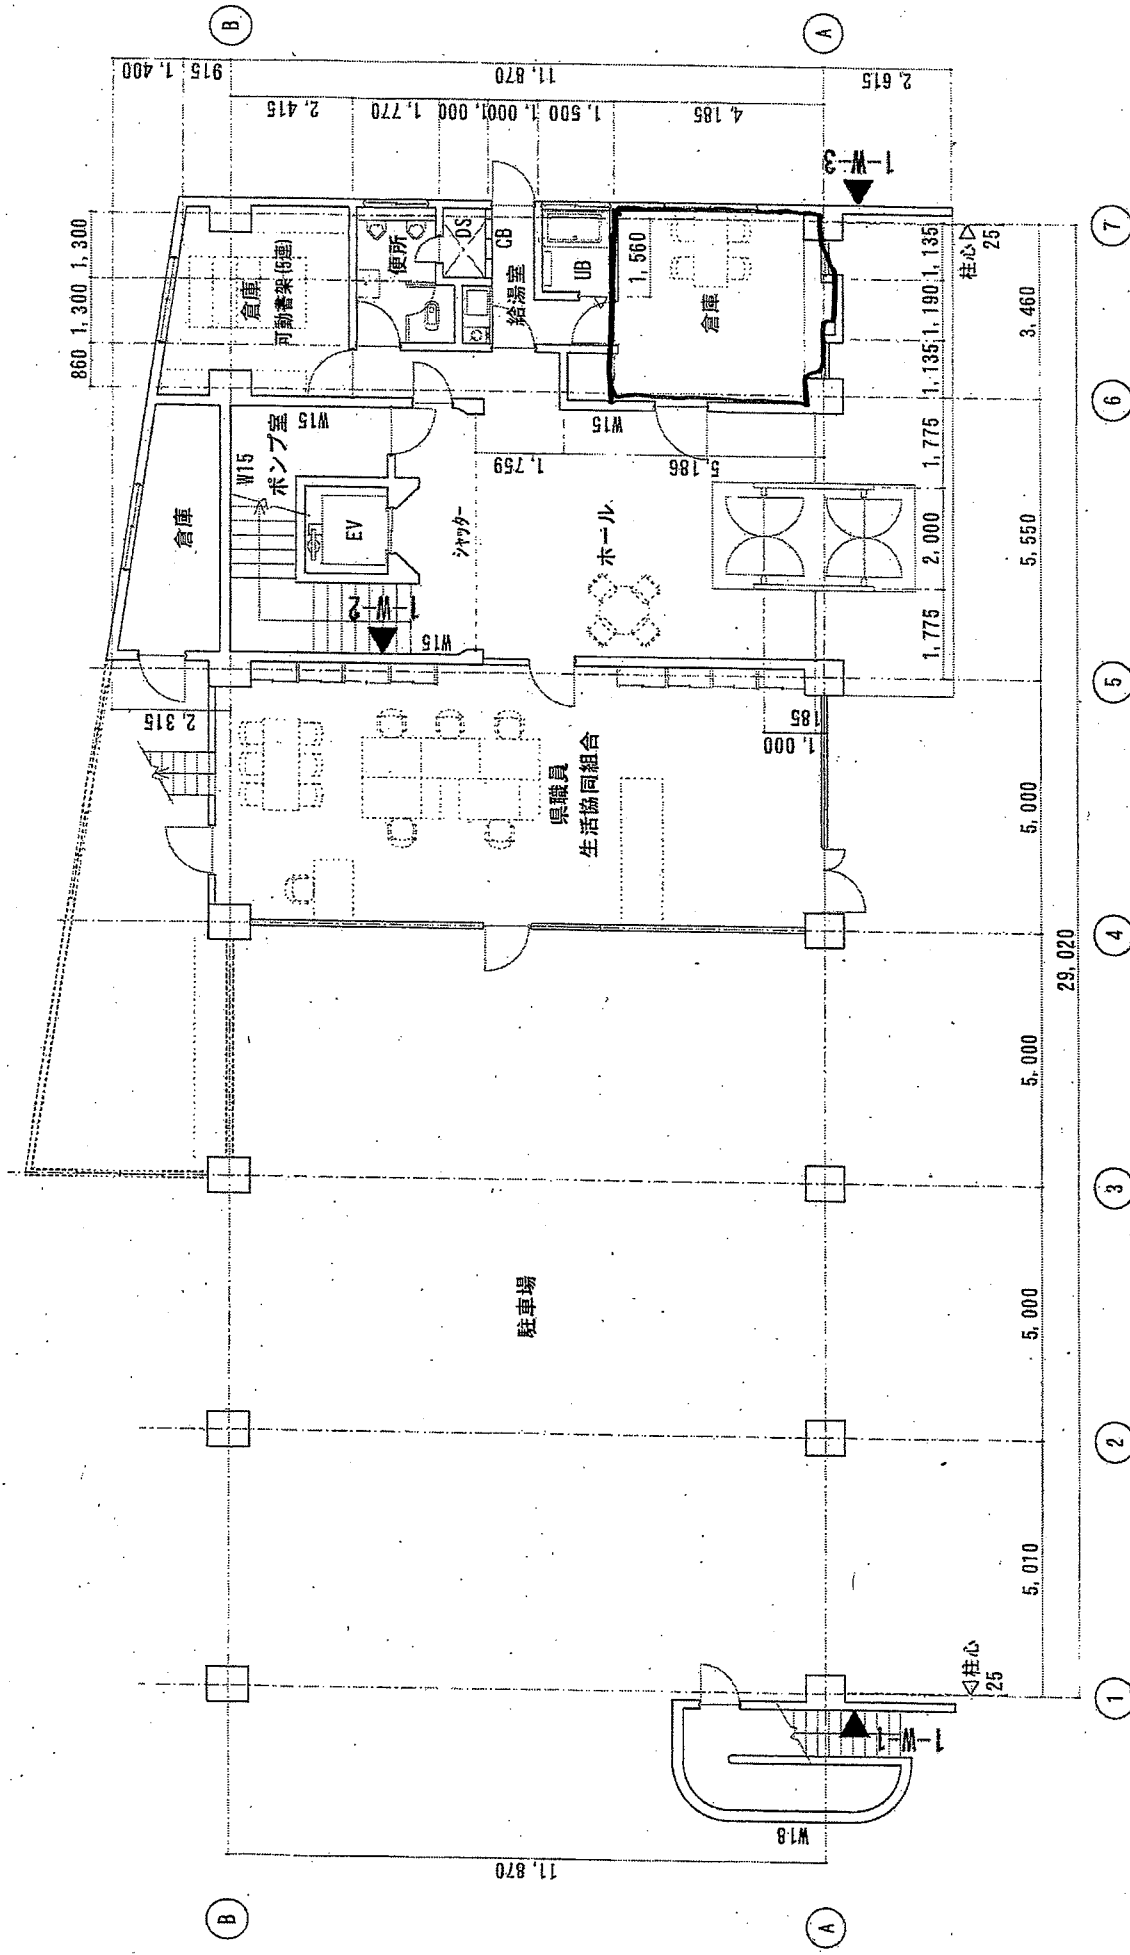 B
A
1,400
915
11,870
2,615
2,415
1,770
1,000
1,000
1,500
4,185
1-W-3
1,300
1,300
860
倉庫
可動書架(5連)
便所
DS
CB
給湯室
UB
1,560
倉庫
7
柱心
25
1,135
1,190
1,135
3,460
6
W15
W15
ポンプ室
倉庫
EV
シャッター
1,759
W15
5,186
ホール
1-W-2
W15
1,775
2,000
1,775
5,550
5
2,315
185
1,000
県職員
生活協同組合
5,000
4
29,020
5,000
3
駐車場
5,000
2
5,010
柱心
25
1
1-W-1
W18
11,870
B
A